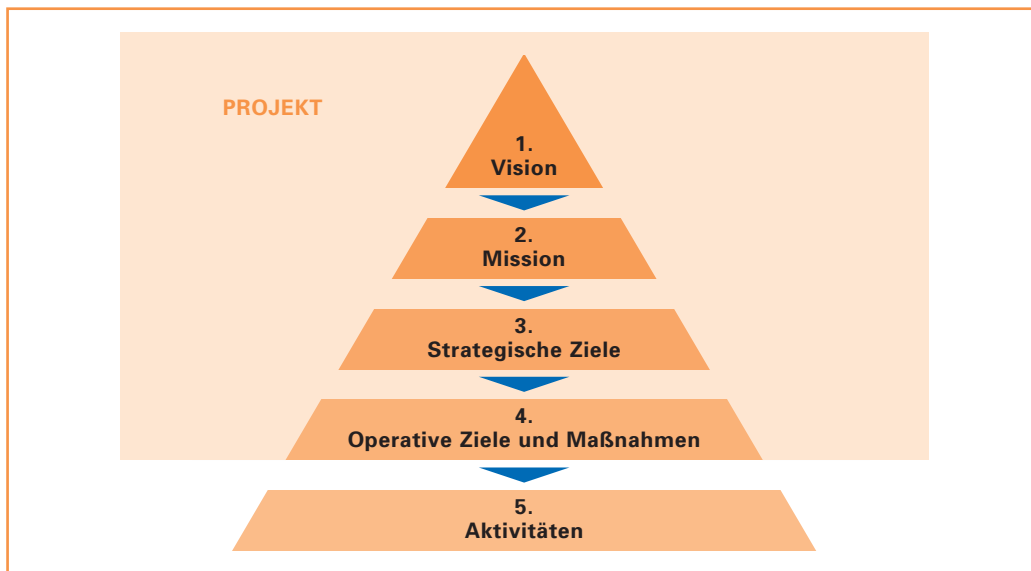 PROJEKT
1.
Vision
2.
Mission
3.
Strategische Ziele
4.
Operative Ziele und Maßnahmen
5.
Aktivitäten